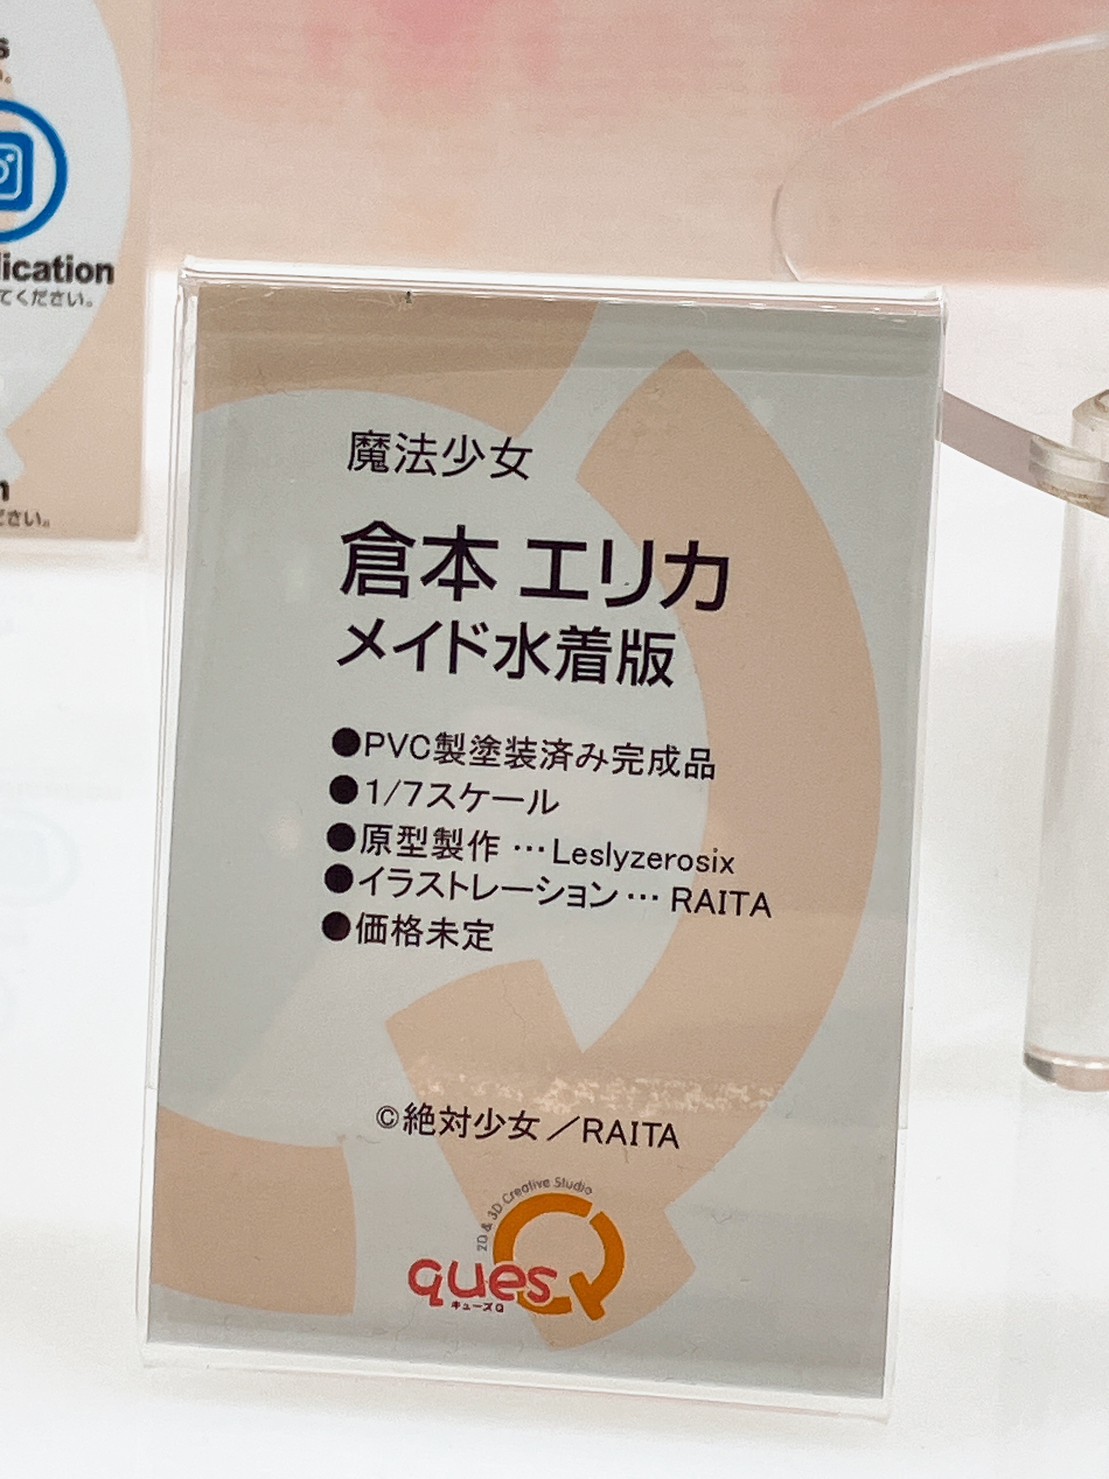 s
lication
てください。
n
ださい。
魔法少女
倉本 エリカ
メイド水着版
●PVC製塗装済み完成品
●1/7スケール
●原型製作 …Leslyzerosix
●イラストレーション… RAITA
●価格未定
©絶対少女／RAITA
2D & 3D Creative Studio
quesQ
キューズQ